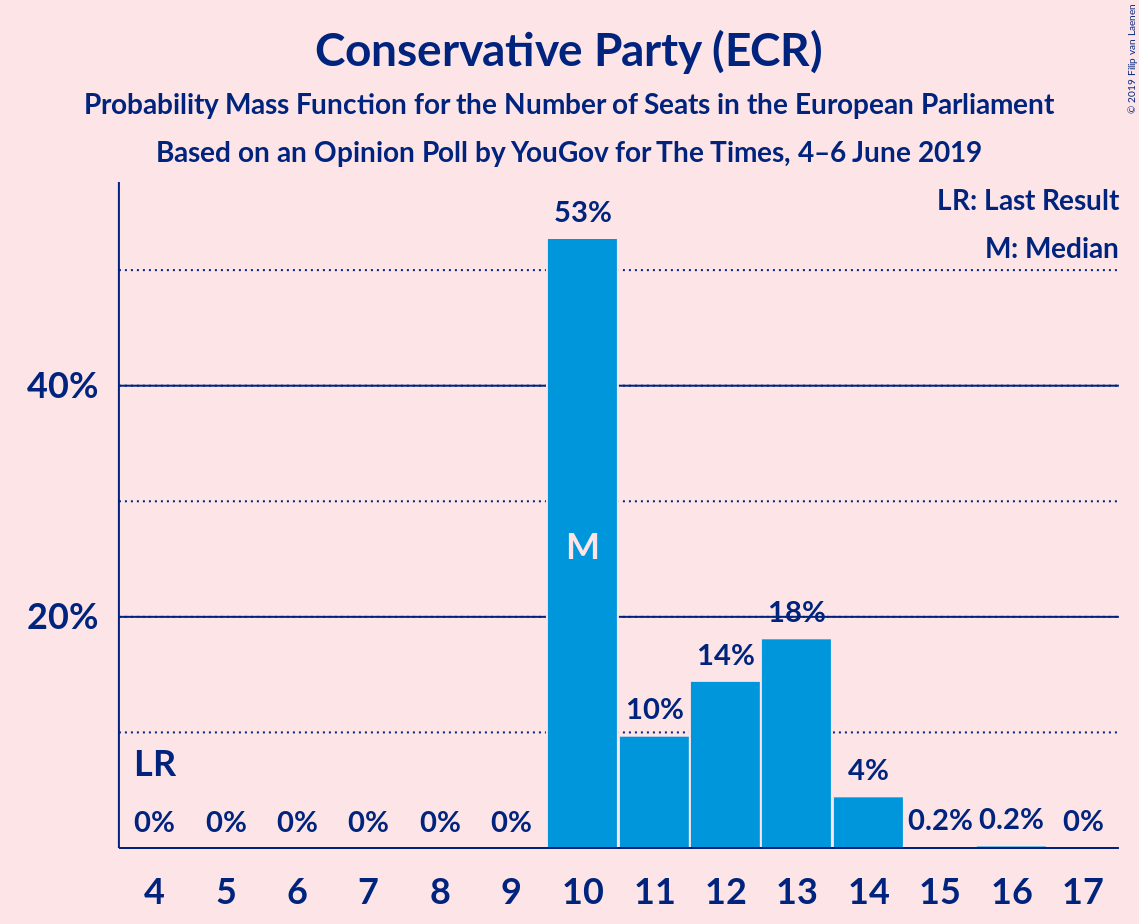 Conservative Party (ECR)
Probability Mass Function for the Number of Seats in the European Parliament
Based on an Opinion Poll by YouGov for The Times, 4–6 June 2019
© 2019 Filip van Laenen
LR: Last Result
M: Median
53%
40%
M
20%
18%
14%
10%
LR
4%
0% 0% 0% 0% 0% 0% 0.2% 0.2% 0%
4 5 6 7 8 9 10 11 12 13 14 15 16 17